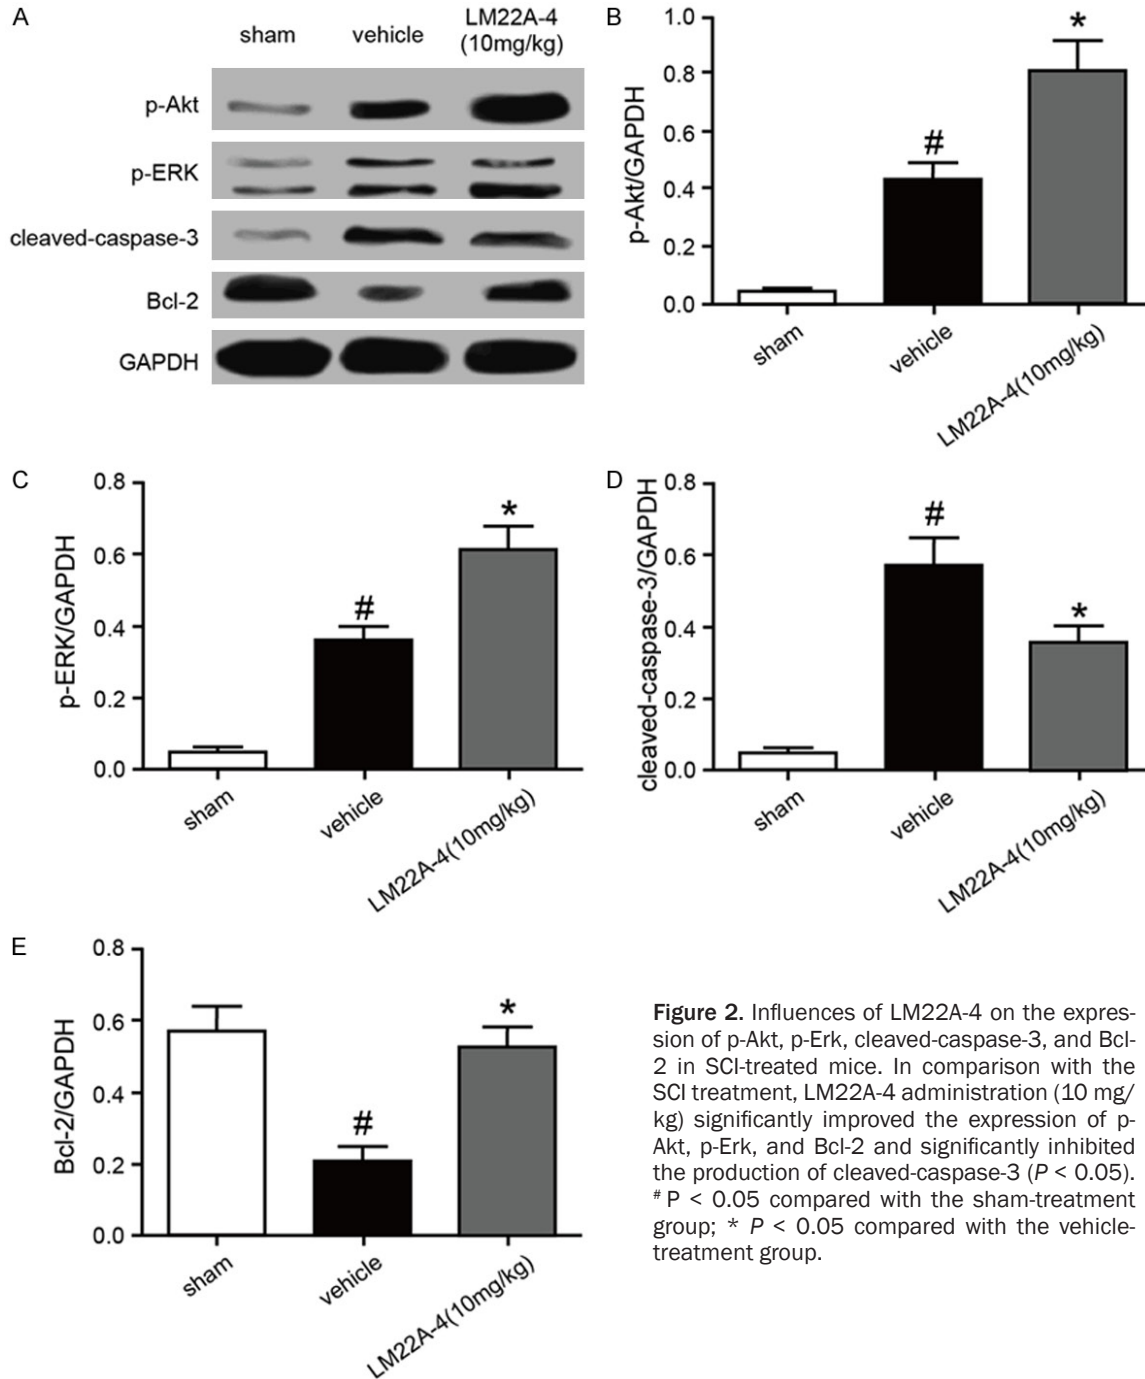 A
sham
vehicle
LM22A-4
(10mg/kg)
p-Akt
p-ERK
cleaved-caspase-3
Bcl-2
GAPDH
B
p-Akt/GAPDH
1.0
0.8
0.6
0.4
0.2
0.0
#
*
sham
vehicle
LM22A-4(10mg/kg)
C
p-ERK/GAPDH
0.8
0.6
0.4
0.2
0.0
#
*
sham
vehicle
LM22A-4(10mg/kg)
D
cleaved-caspase-3/GAPDH
0.8
0.6
0.4
0.2
0.0
#
*
sham
vehicle
LM22A-4(10mg/kg)
E
Bcl-2/GAPDH
0.8
0.6
0.4
0.2
0.0
#
*
sham
vehicle
LM22A-4(10mg/kg)
Figure 2. Influences of LM22A-4 on the expres-
sion of p-Akt, p-Erk, cleaved-caspase-3, and Bcl-
2 in SCI-treated mice. In comparison with the
SCI treatment, LM22A-4 administration (10 mg/
kg) significantly improved the expression of p-
Akt, p-Erk, and Bcl-2 and significantly inhibited
the production of cleaved-caspase-3 (P < 0.05).
# P < 0.05 compared with the sham-treatment
group; * P < 0.05 compared with the vehicle-
treatment group.